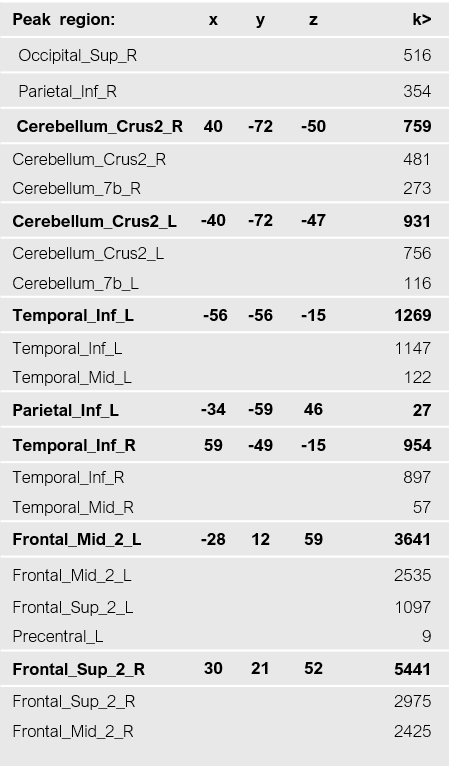 Peak region: x y z k>
Occipital_Sup_R 516
Parietal_Inf_R 354
Cerebellum_Crus2_R 40 -72 -50 759
Cerebellum_Crus2_R 481
Cerebellum_7b_R 273
Cerebellum_Crus2_L -40 -72 -47 931
Cerebellum_Crus2_L 756
Cerebellum_7b_L 116
Temporal_Inf_L -56 -56 -15 1269
Temporal_Inf_L 1147
Temporal_Mid_L 122
Parietal_Inf_L -34 -59 46 27
Temporal_Inf_R 59 -49 -15 954
Temporal_Inf_R 897
Temporal_Mid_R 57
Frontal_Mid_2_L -28 12 59 3641
Frontal_Mid_2_L 2535
Frontal_Sup_2_L 1097
Precentral_L 9
Frontal_Sup_2_R 30 21 52 5441
Frontal_Sup_2_R 2975
Frontal_Mid_2_R 2425